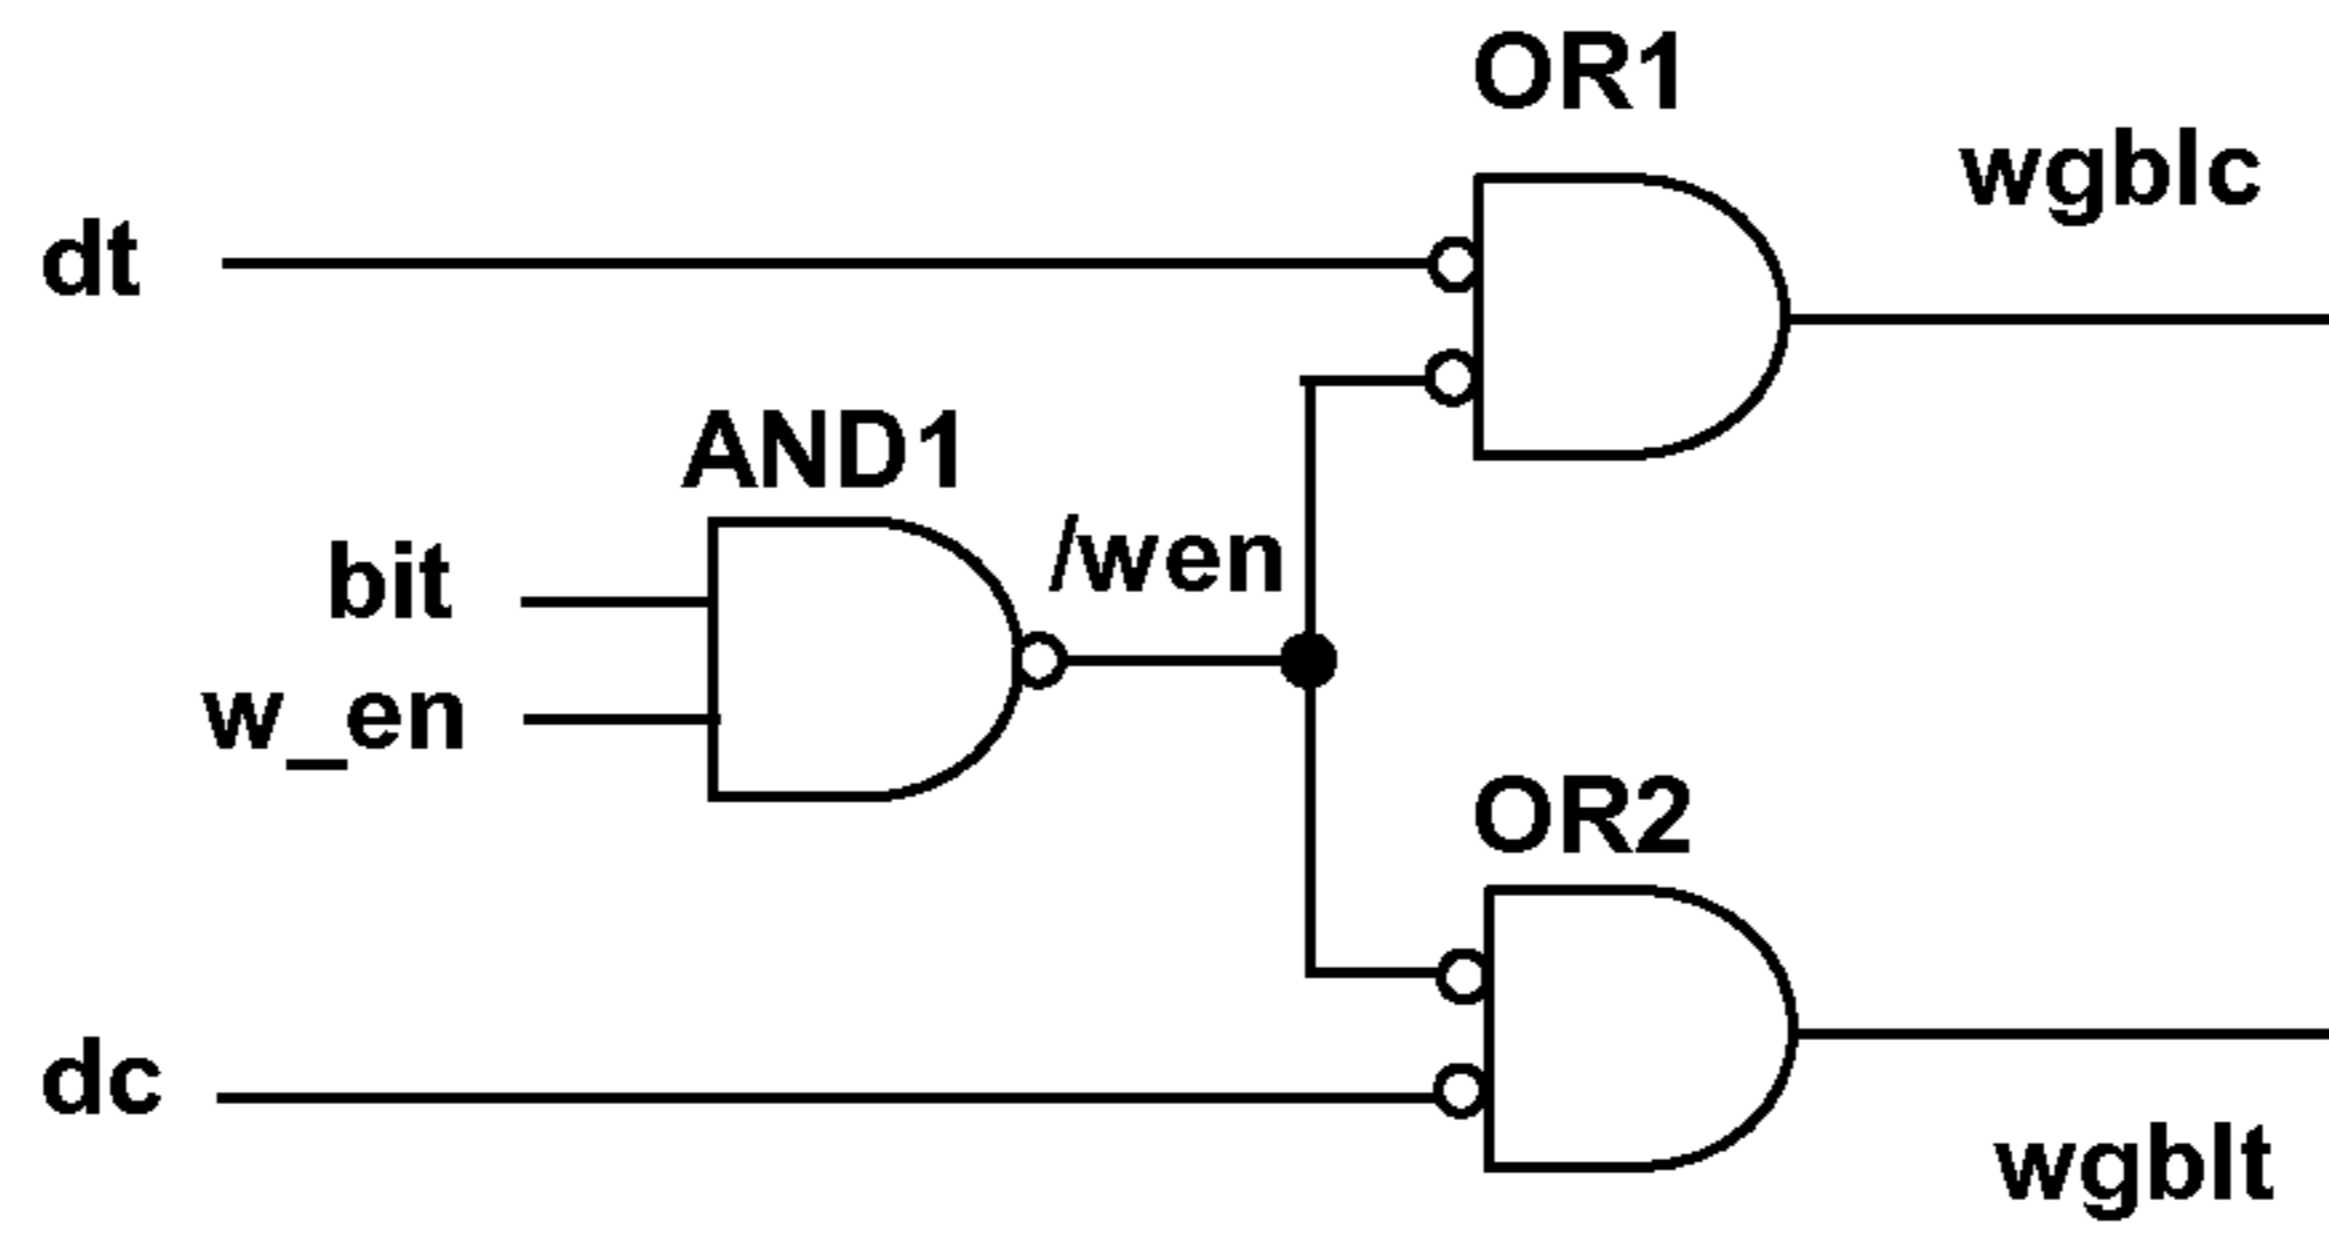 OR1
wgblc
dt
AND1
/wen
bit
w_en
OR2
dc
wgblt